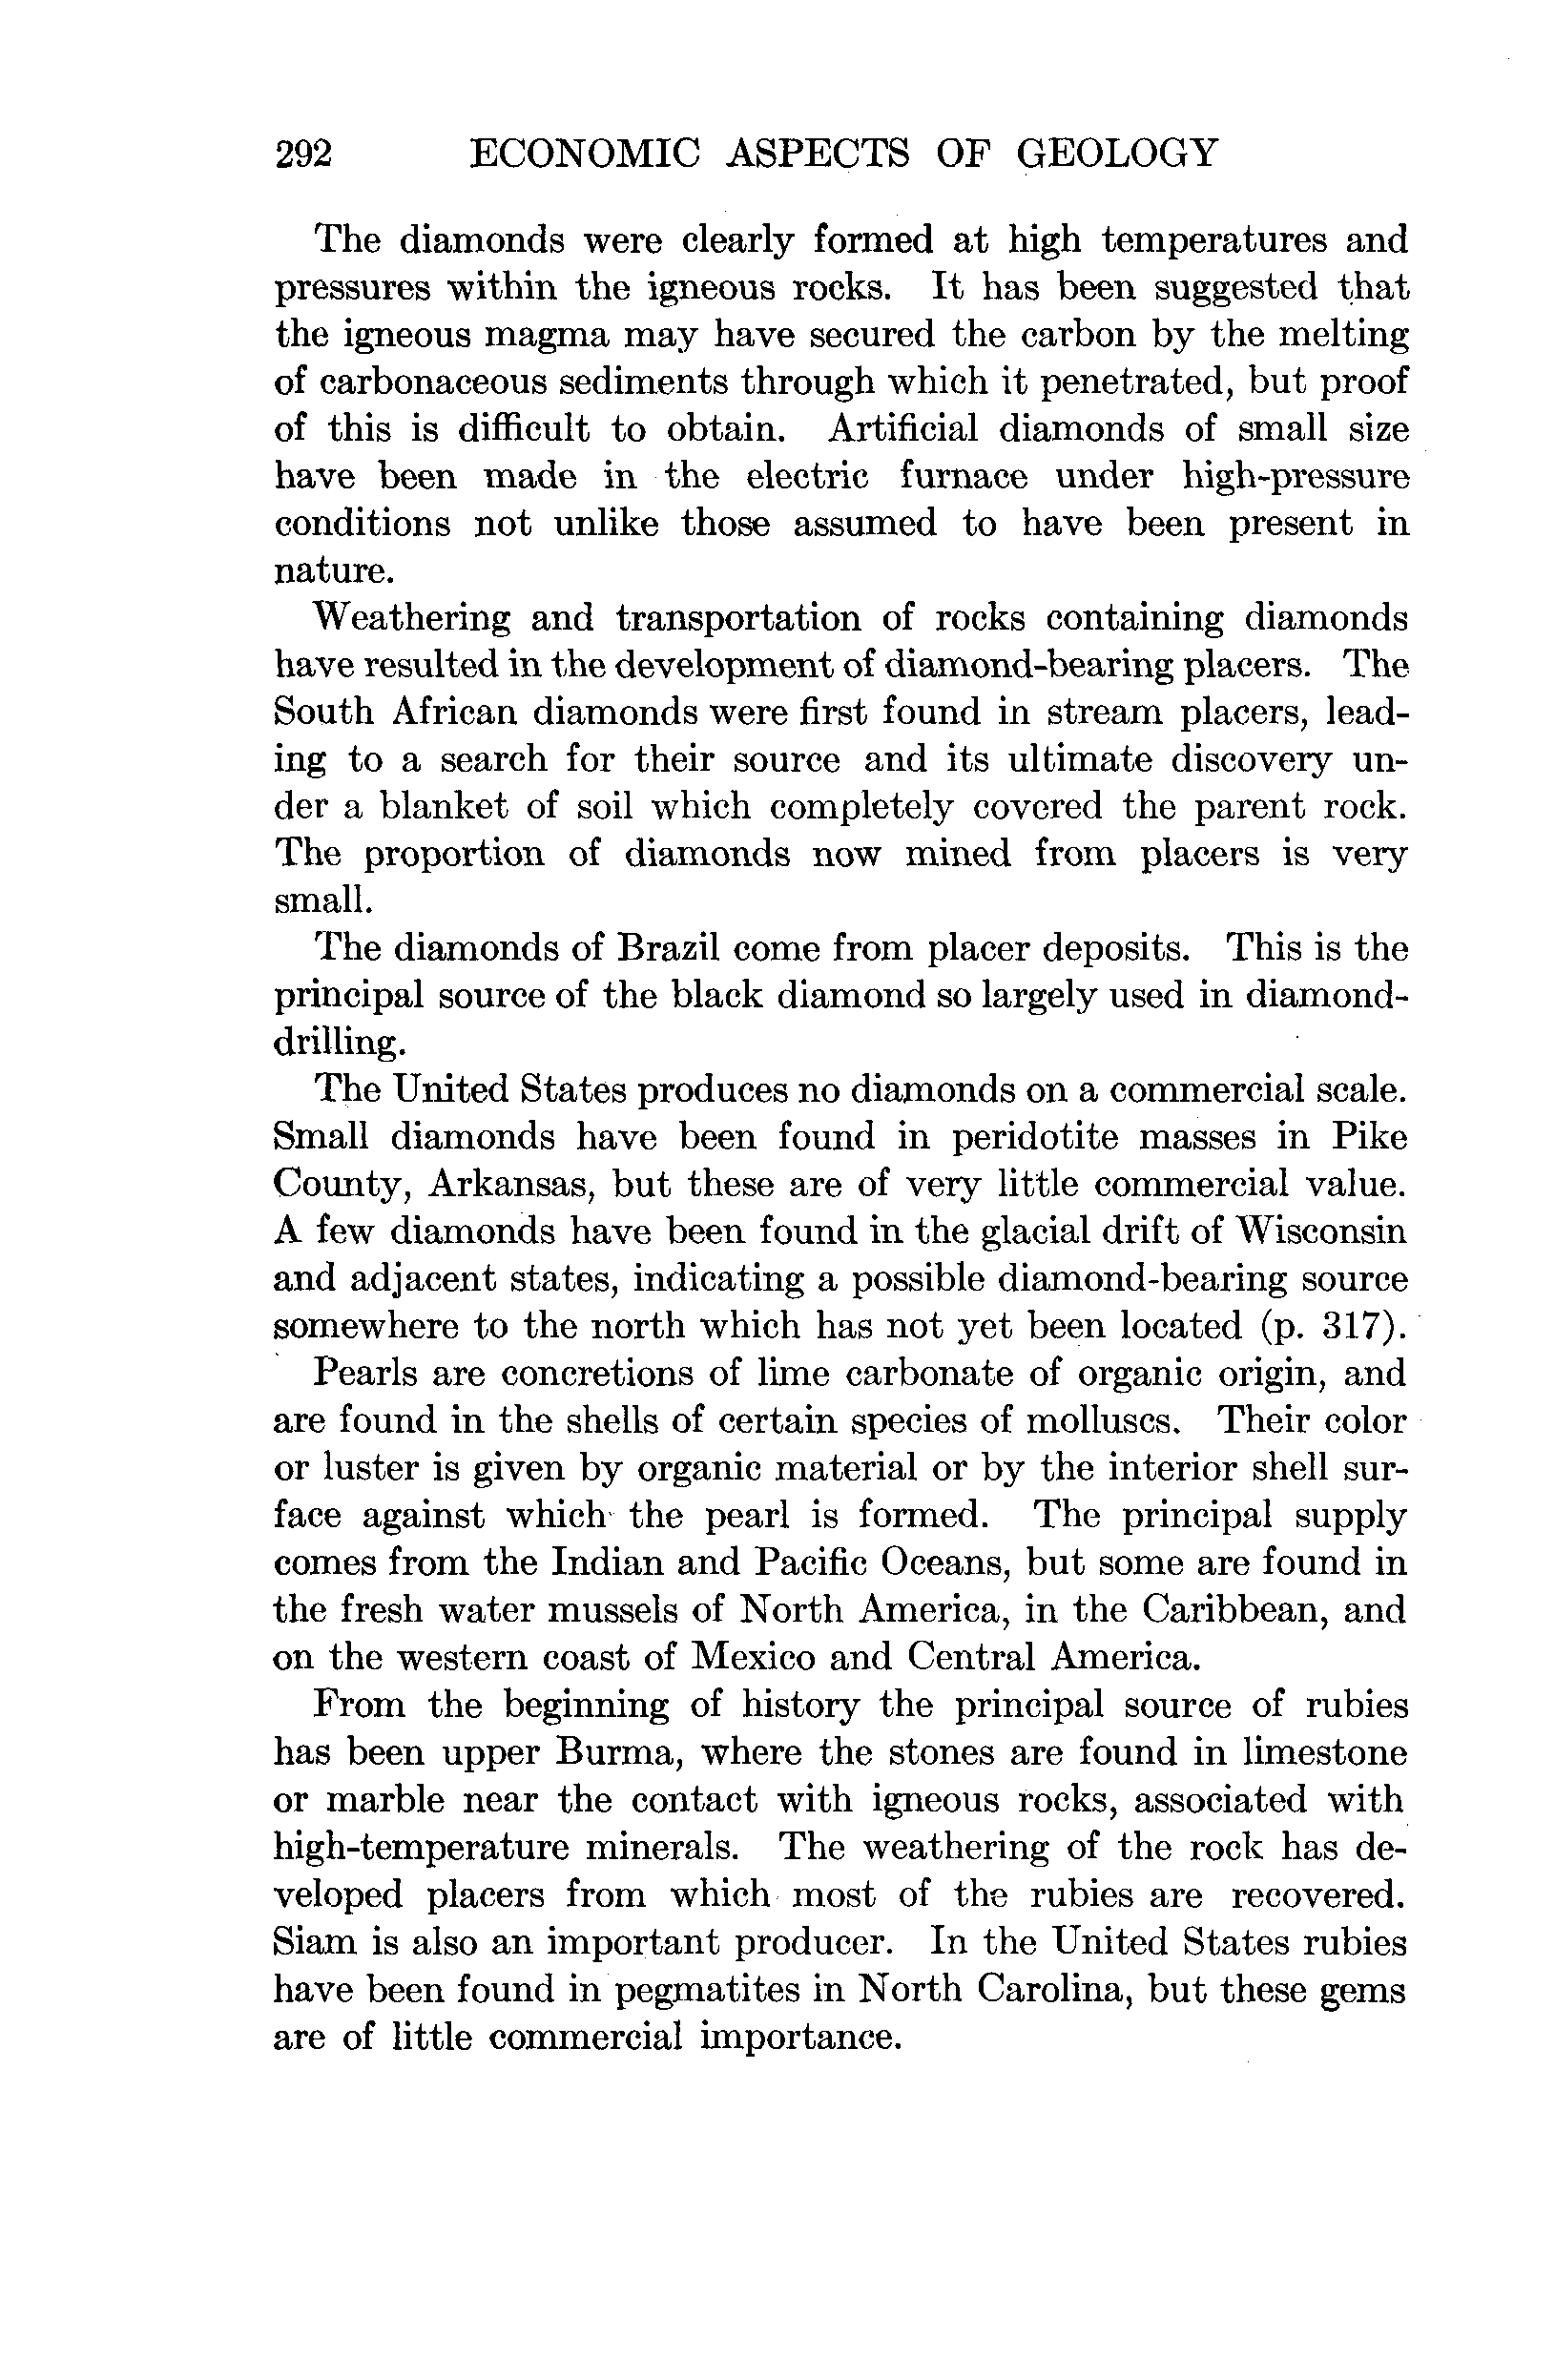 292 ECONOMIC ASPECTS OF GEOLOGY
The diamonds were clearly formed at high temperatures and
pressures within the igneous rocks. It has been suggested that
the igneous magma may have secured the carbon by the melting
of carbonaceous sediments through which it penetrated, but proof
of this is difficult to obtain. Artificial diamonds of small size
have been made in the electric furnace under high-pressure
conditions not unlike those assumed to have been present in
nature.
Weathering and transportation of rocks containing diamonds
have resulted in the development of diamond-bearing placers. The
South African diamonds were first found in stream placers, lead-
ing to a search for their source and its ultimate discovery un-
der a blanket of soil which completely covered the parent rock.
The proportion of diamonds now mined from placers is very
small.
The diamonds of Brazil come from placer deposits. This is the
principal source of the black diamond so largely used in diamond-
drilling.
The United States produces no diamonds on a commercial scale.
Small diamonds have been found in peridotite masses in Pike
County, Arkansas, but these are of very little commercial value.
A few diamonds have been found in the glacial drift of Wisconsin
and adjacent states, indicating a possible diamond-bearing source
somewhere to the north which has not yet been located (p. 317).
Pearls are concretions of lime carbonate of organic origin, and
are found in the shells of certain species of molluscs. Their color
or luster is given by organic material or by the interior shell sur-
face against which the pearl is formed. The principal supply
comes from the Indian and Pacific Oceans, but some are found in
the fresh water mussels of North America, in the Caribbean, and
on the western coast of Mexico and Central America.
From the beginning of history the principal source of rubies
has been upper Burma, where the stones are found in limestone
or marble near the contact with igneous rocks, associated with
high-temperature minerals. The weathering of the rock has de-
veloped placers from which most of the rubies are recovered.
Siam is also an important producer. In the United States rubies
have been found in pegmatites in North Carolina, but these gems
are of little commercial importance.